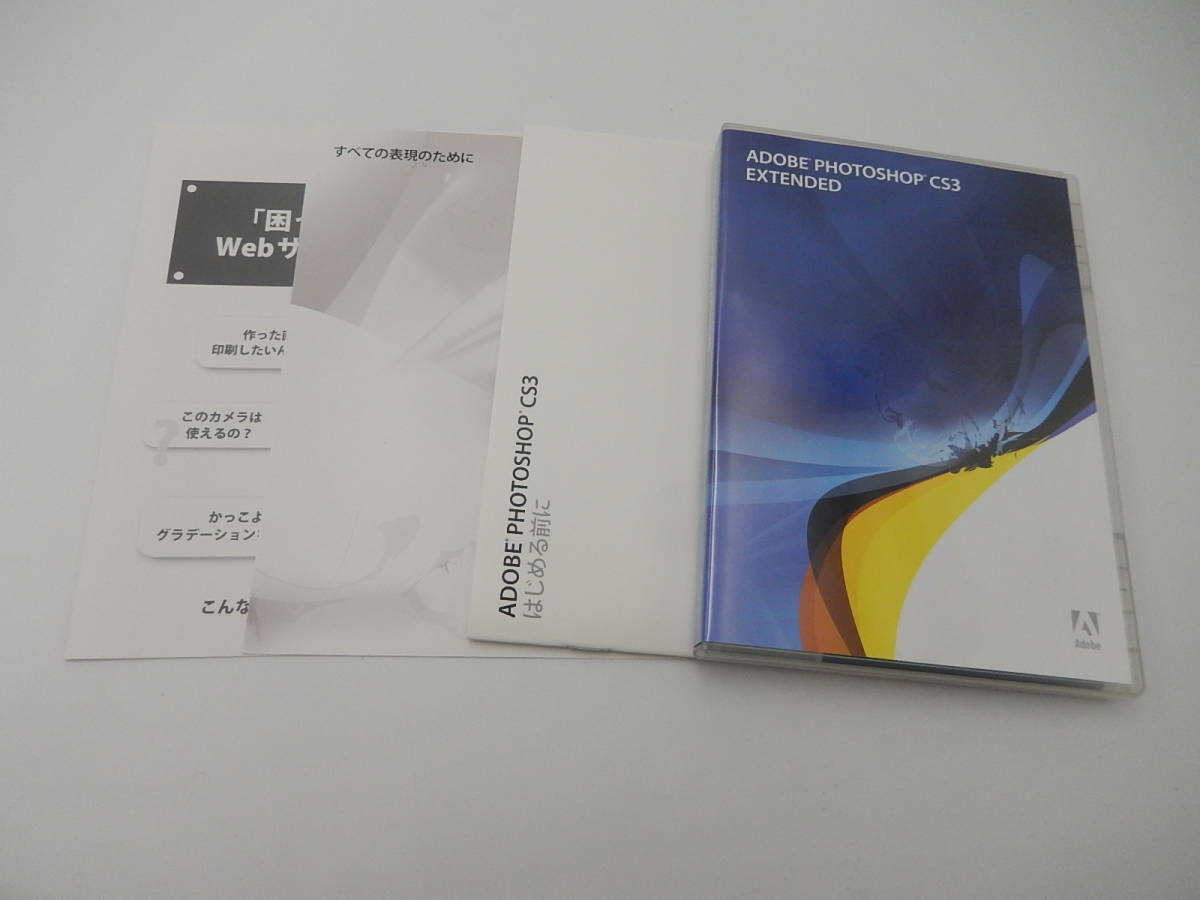 「困っ
Webサ
作った
印刷したいん
このカメラは
使えるの？
?
かっこよ
グラデーション
こんな
すべての表現のために
ADOBE® PHOTOSHOP® CS3
はじめる前に
ADOBE® PHOTOSHOP® CS3
EXTENDED
Adobe